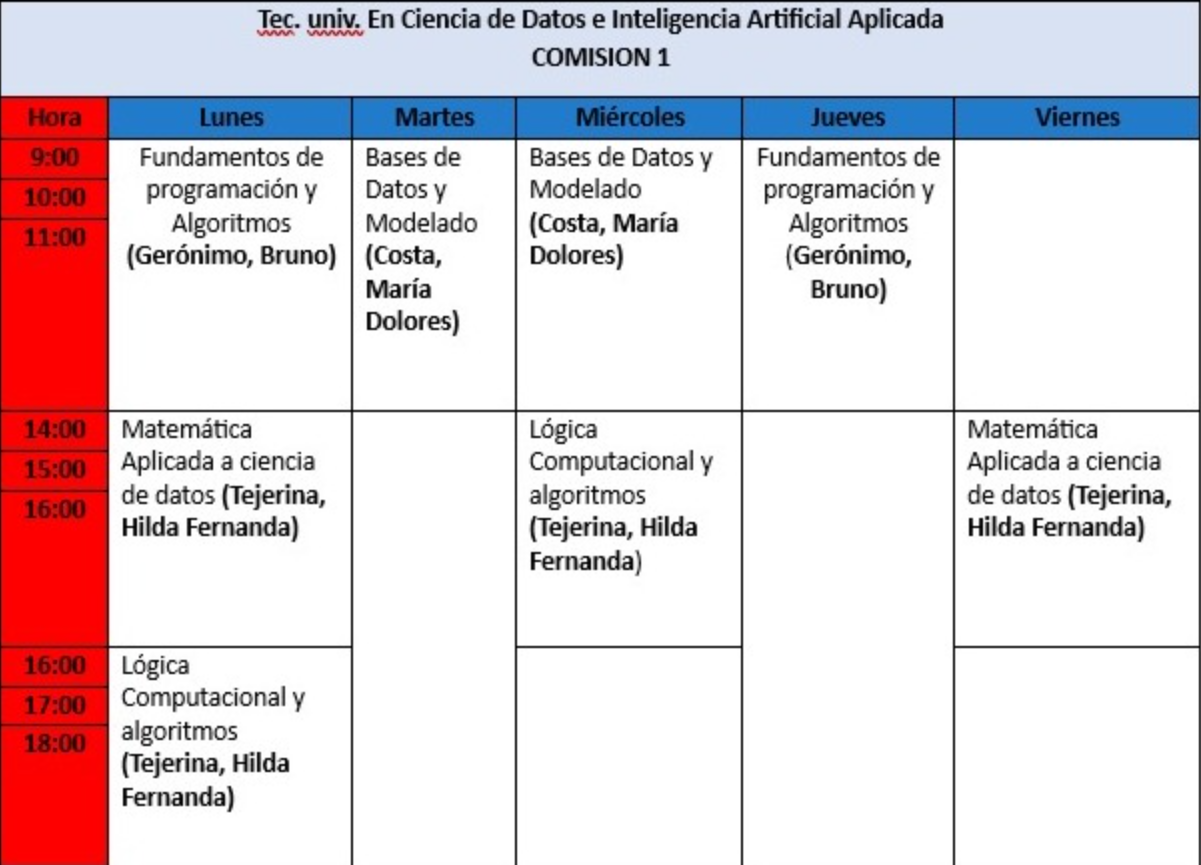 Tec. univ. En Ciencia de Datos e Inteligencia Artificial Aplicada
COMISION 1
Hora
Lunes
Martes
Miércoles
Jueves
Viernes
9:00
10:00
11:00
Fundamentos de
programación y
Algoritmos
(Gerónimo, Bruno)
Bases de
Datos y
Modelado
(Costa,
María
Dolores)
Bases de Datos y
Modelado
(Costa, María
Dolores)
Fundamentos de
programación y
Algoritmos
(Gerónimo,
Bruno)
14:00
15:00
16:00
Matemática
Aplicada a ciencia
de datos (Tejerina,
Hilda Fernanda)
Lógica
Computacional y
algoritmos
(Tejerina, Hilda
Fernanda)
Matemática
Aplicada a ciencia
de datos (Tejerina,
Hilda Fernanda)
16:00
17:00
18:00
Lógica
Computacional y
algoritmos
(Tejerina, Hilda
Fernanda)